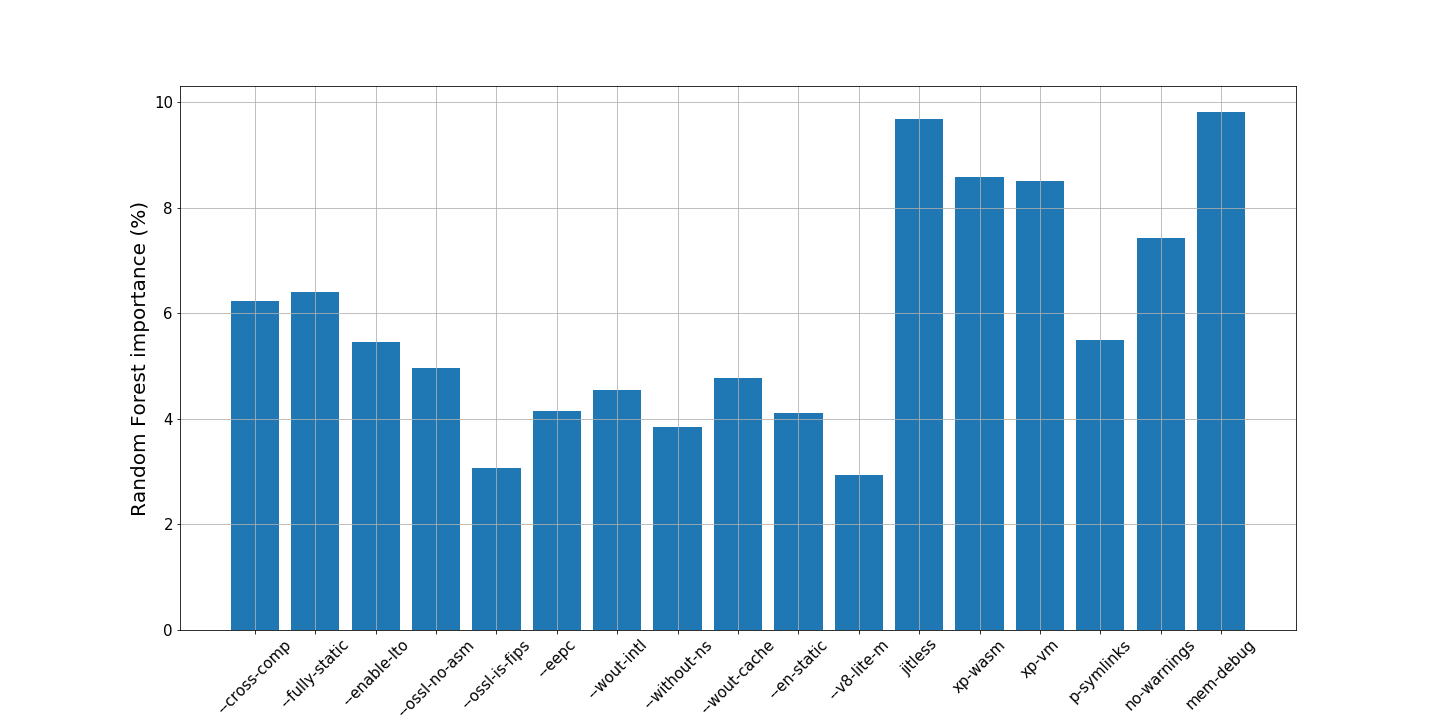 Random Forest importance (%)
10
8
6
4
2
0
–cross-comp
–fully-static
–enable-lto
–ossl-no-asm
–ossl-is-fips
–eepc
–wout-intl
–without-ns
–wout-cache
–en-static
–v8-lite-m
jitless
xp-wasm
xp-vm
p-symlinks
no-warnings
mem-debug